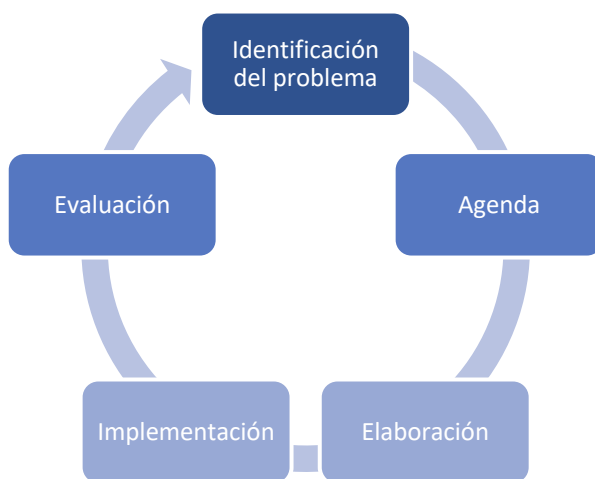 Identificación
del problema
Agenda
Elaboración
Implementación
Evaluación